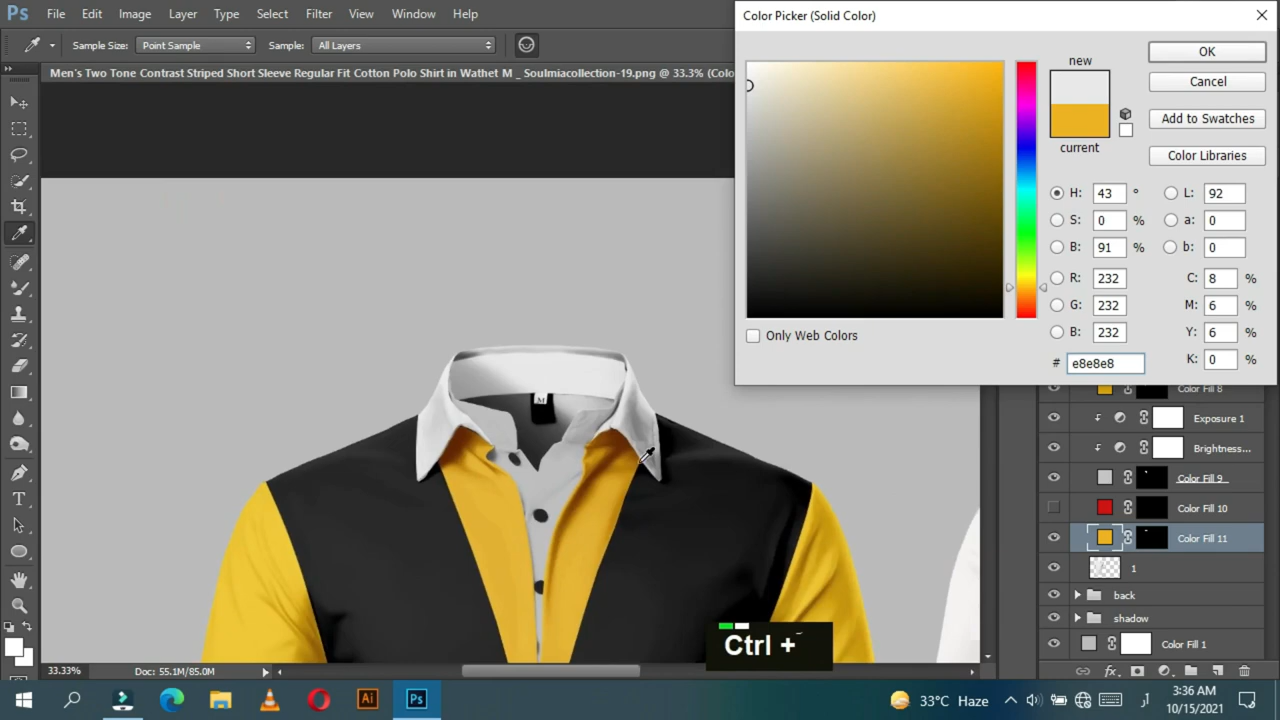 Ps File Edit Image Layer Type Select Filter View Window Help
Color Picker (Solid Color)
Sample Size: Point Sample Sample: All Layers
Men's Two Tone Contrast Striped Short Sleeve Regular Fit Cotton Polo Shirt in Wathet M _ Soulmiacollection-19.png @ 33.3% (Colo
new
current
OK
Cancel
Add to Swatches
Color Libraries
H: 43 °
S: 0 %
B: 91 %
R: 232
G: 232
B: 232
# e8e8e8
L: 92
a: 0
b: 0
C: 8 %
M: 6 %
Y: 6 %
K: 0 %
Only Web Colors
Color Fill 8
Exposure 1
Brightness...
Color Fill 9
Color Fill 10
Color Fill 11
1
back
shadow
Color Fill 1
fx
M
T
Ctrl +
33.33% Doc: 55.1M/85.0M
Ai Ps
33°C Haze
3:36 AM
10/15/2021